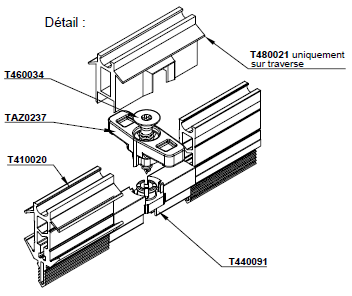 Détail :
T480021 uniquement
sur traverse
T460034
TAZ0237
T410020
T440091